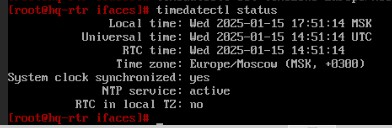 [root@hq-rtr ifaces]# timedatectl status
Local time: Wed 2025-01-15 17:51:14 MSK
Universal time: Wed 2025-01-15 14:51:14 UTC
RTC time: Wed 2025-01-15 14:51:14
Time zone: Europe/Moscow (MSK, +0300)
System clock synchronized: yes
NTP service: active
RTC in local TZ: no
[root@hq-rtr ifaces]#